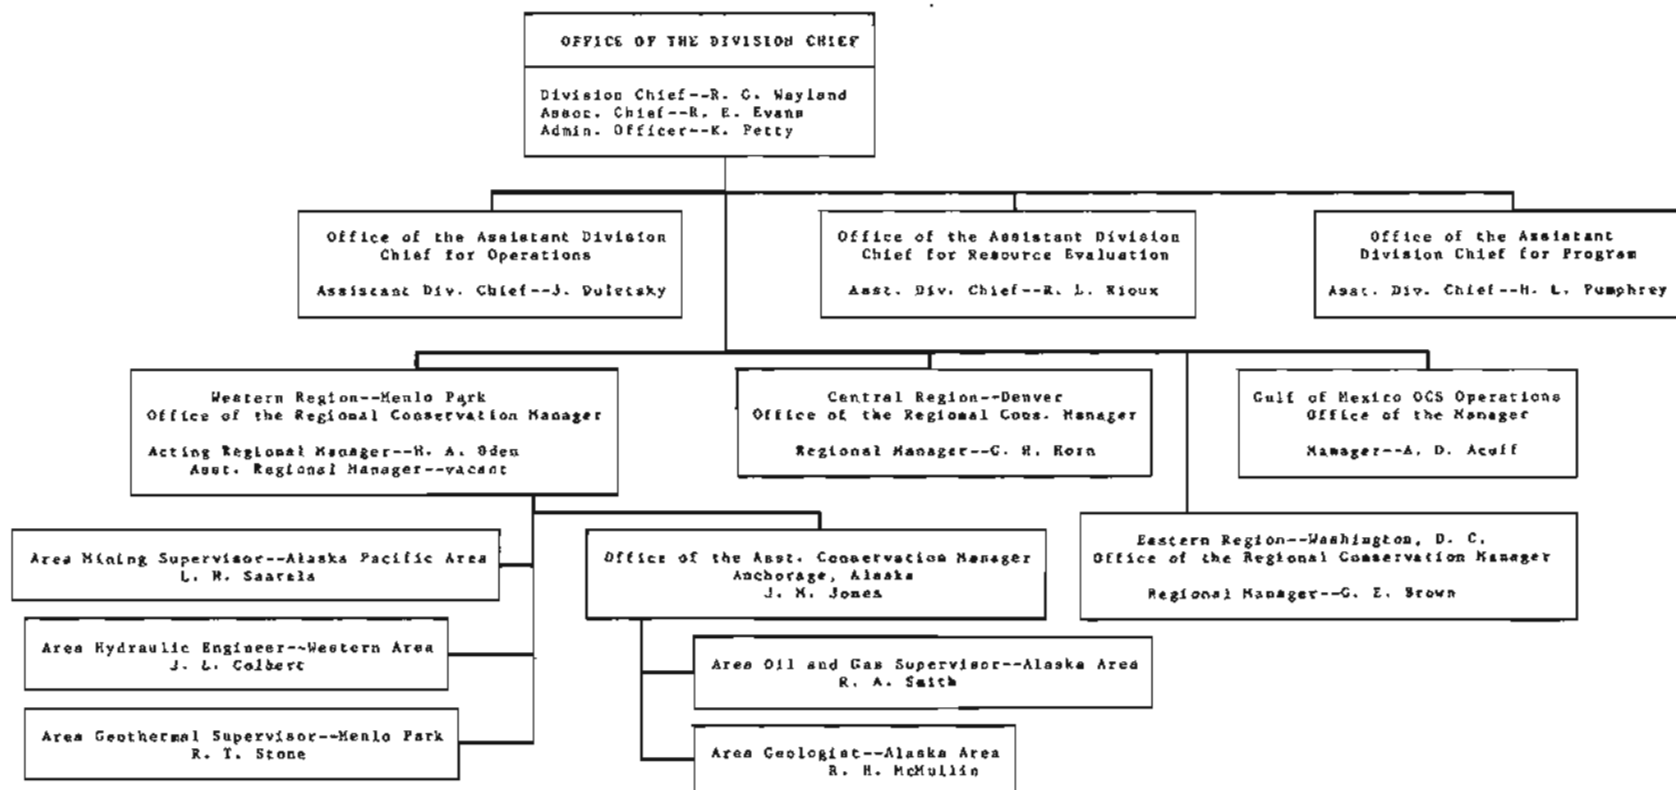 OFFICE OF THE DIVISION CHIEF
Division Chief--R. G. Wayland
Assoc. Chief--R. E. Evans
Admin. Officer--K. Petty
Office of the Assistant Division
Chief for Operations
Assistant Div. Chief--J. Duletsky
Office of the Assistant Division
Chief for Resource Evaluation
Asst. Div. Chief--R. L. Rioux
Office of the Assistant
Division Chief for Program
Asst. Div. Chief--H. L. Pumphrey
Western Region--Menlo Park
Office of the Regional Conservation Manager
Acting Regional Manager--H. A. Oden
Asst. Regional Manager--vacant
Central Region--Denver
Office of the Regional Cons. Manager
Regional Manager--G. H. Horn
Gulf of Mexico OCS Operations
Office of the Manager
Manager--A. D. Acuff
Eastern Region--Washington, D. C.
Office of the Regional Conservation Manager
Regional Manager--G. E. Brown
Area Mining Supervisor--Alaska Pacific Area
L. H. Saarela
Office of the Asst. Conservation Manager
Anchorage, Alaska
J. M. Jones
Area Hydraulic Engineer--Western Area
J. L. Colbert
Area Oil and Gas Supervisor--Alaska Area
R. A. Smith
Area Geothermal Supervisor--Menlo Park
R. T. Stone
Area Geologist--Alaska Area
R. H. McMullin